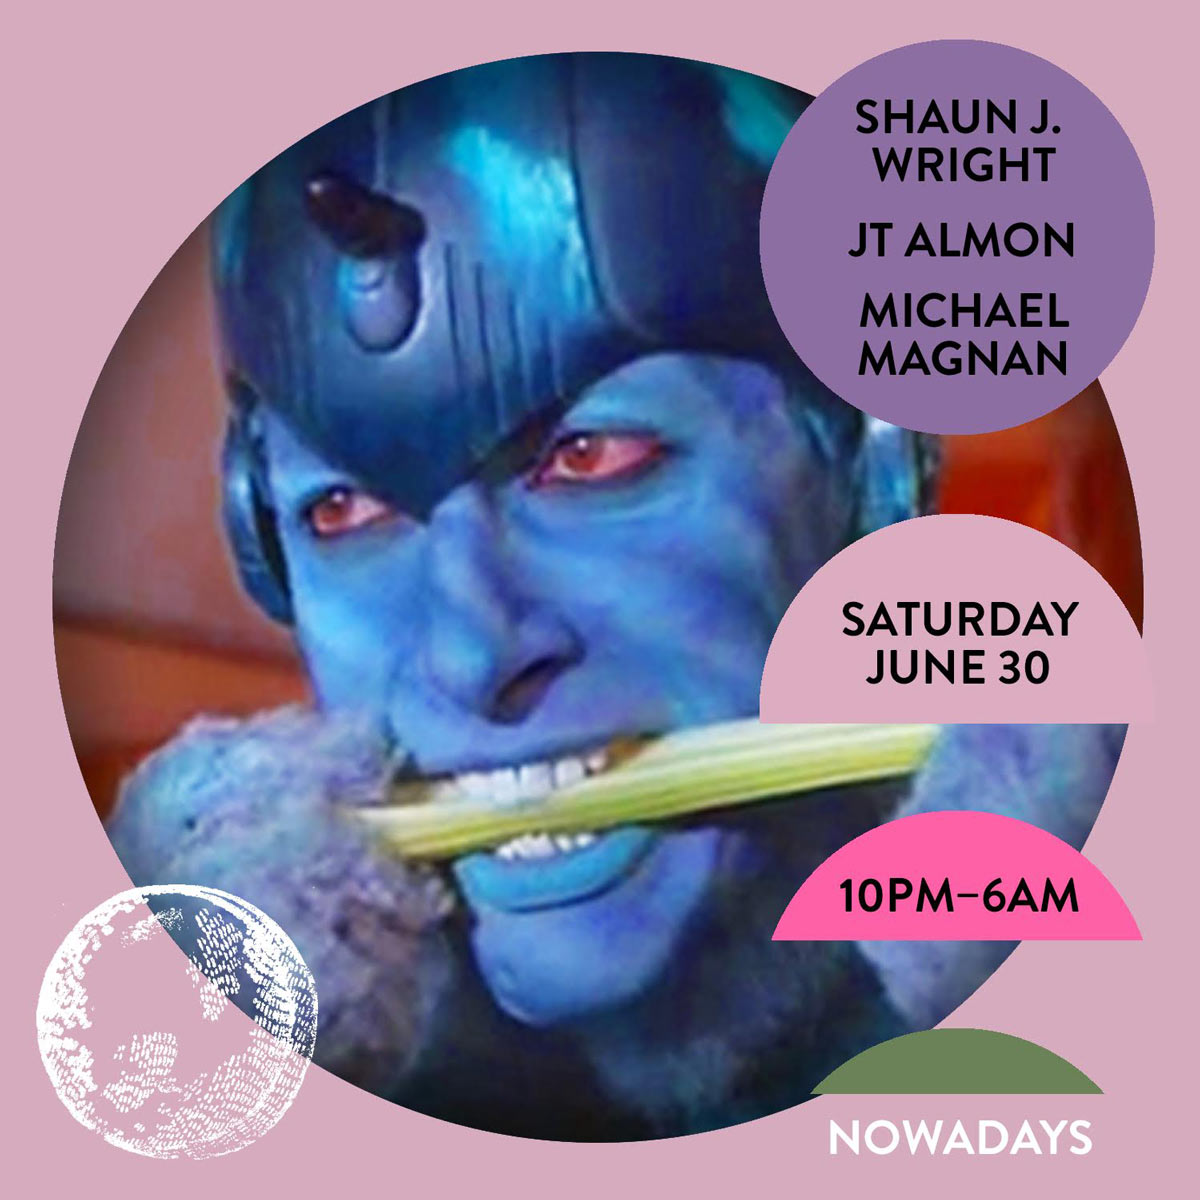 SHAUN J.
WRIGHT
JT ALMON
MICHAEL
MAGNAN
SATURDAY
JUNE 30
10PM–6AM
NOWADAYS